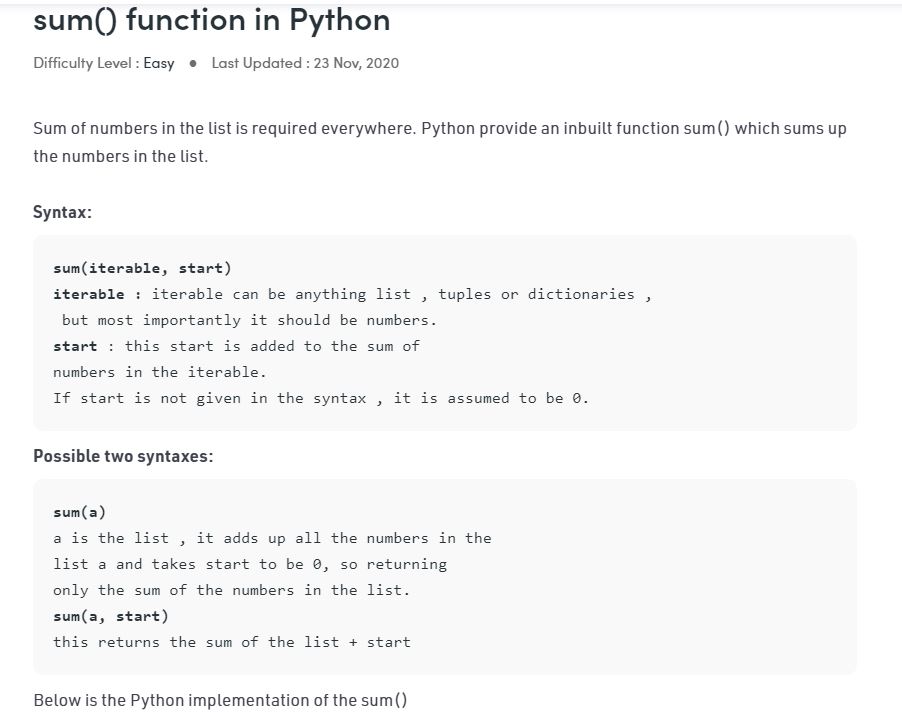 sum() function in Python
Difficulty Level : Easy ● Last Updated : 23 Nov, 2020
Sum of numbers in the list is required everywhere. Python provide an inbuilt function sum() which sums up
the numbers in the list.
Syntax:
sum(iterable, start)
iterable : iterable can be anything list , tuples or dictionaries ,
but most importantly it should be numbers.
start : this start is added to the sum of
numbers in the iterable.
If start is not given in the syntax , it is assumed to be 0.
Possible two syntaxes:
sum(a)
a is the list , it adds up all the numbers in the
list a and takes start to be 0, so returning
only the sum of the numbers in the list.
sum(a, start)
this returns the sum of the list + start
Below is the Python implementation of the sum()